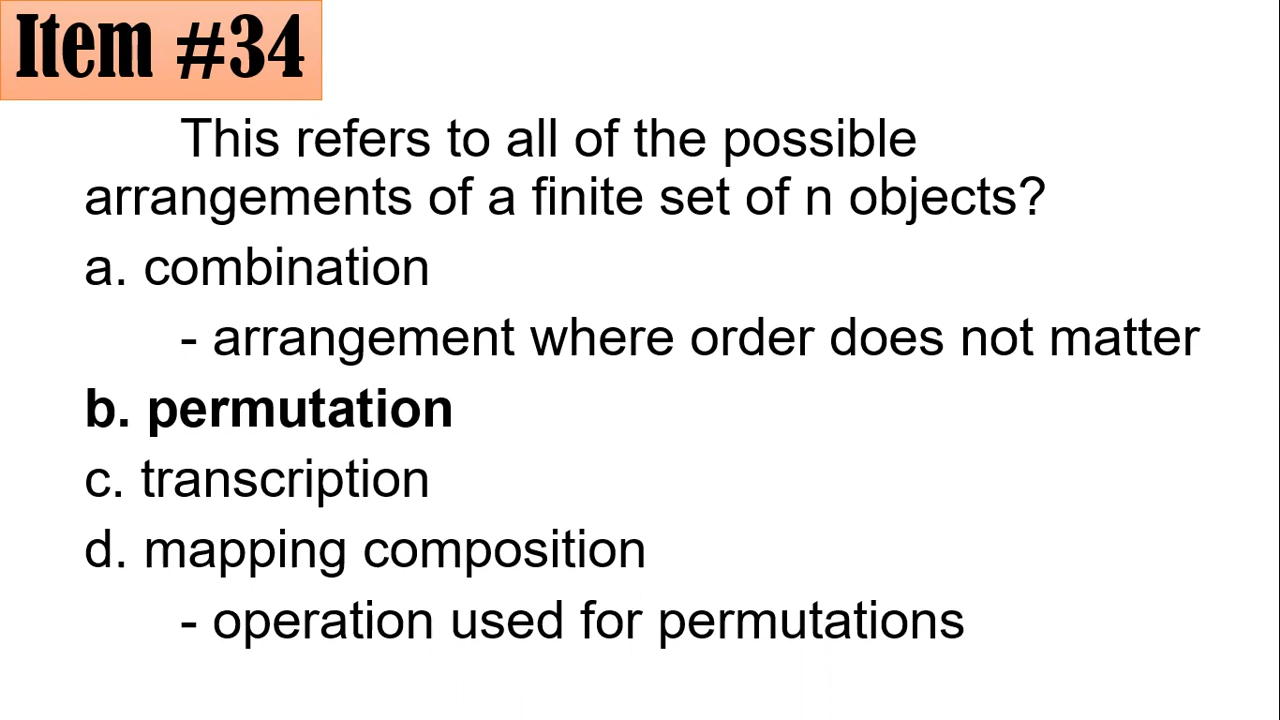 Item #34
This refers to all of the possible
arrangements of a finite set of n objects?
a. combination
- arrangement where order does not matter
b. permutation
c. transcription
d. mapping composition
- operation used for permutations